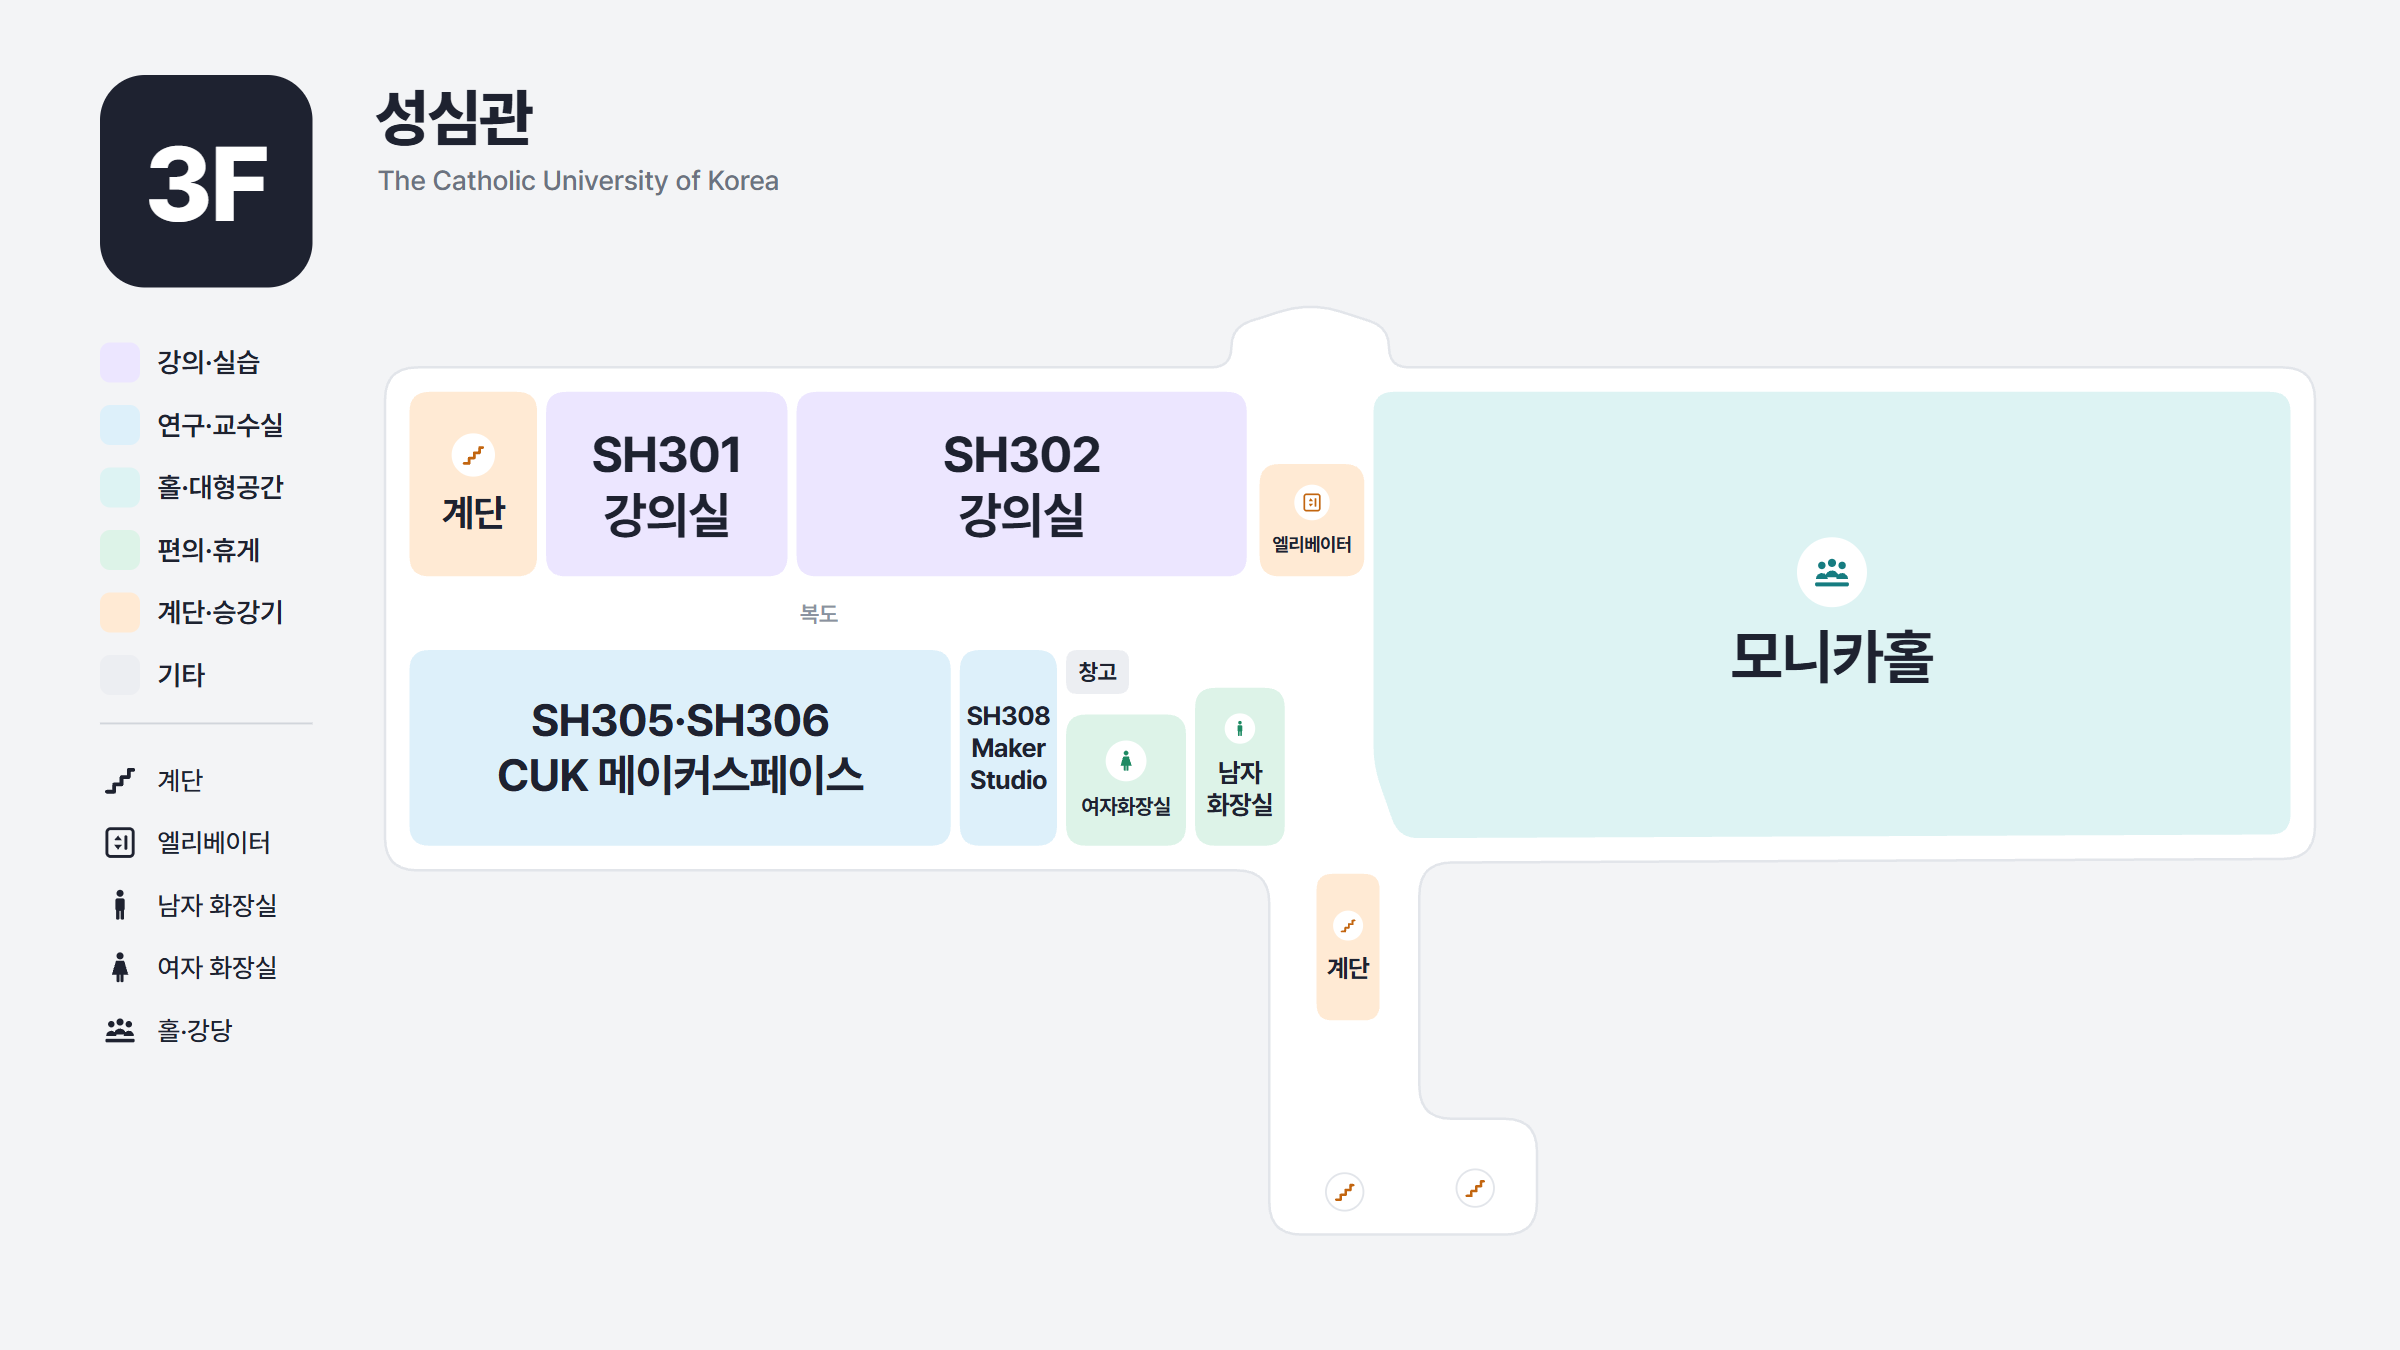 3F
성심관
The Catholic University of Korea
강의·실습
연구·교수실
홀·대형공간
편의·휴게
계단·승강기
기타
계단
엘리베이터
남자 화장실
여자 화장실
홀·강당
계단
SH301
강의실
SH302
강의실
엘리베이터
모니카홀
복도
SH305·SH306
CUK 메이커스페이스
SH308
Maker
Studio
창고
여자화장실
남자
화장실
계단